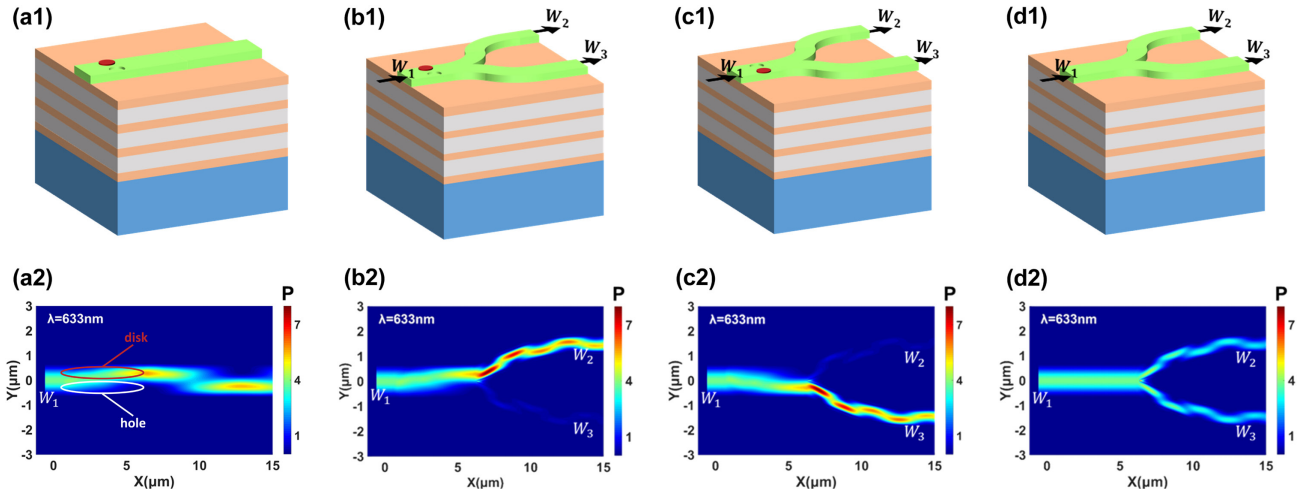 (a1)
(b1)
W₂
W₃
W₁
(c1)
W₂
W₃
W₁
(d1)
W₂
W₃
W₁
(a2)
P
3
2
1
0
-1
-2
-3
Y(μm)
λ=633nm
disk
W₁
hole
7
4
1
0
5
10
15
X(μm)
(b2)
P
3
2
1
0
-1
-2
-3
Y(μm)
λ=633nm
W₂
W₁
W₃
7
4
1
0
5
10
15
X(μm)
(c2)
P
3
2
1
0
-1
-2
-3
Y(μm)
λ=633nm
W₂
W₁
W₃
7
4
1
0
5
10
15
X(μm)
(d2)
P
3
2
1
0
-1
-2
-3
Y(μm)
λ=633nm
W₂
W₁
W₃
7
4
1
0
5
10
15
X(μm)